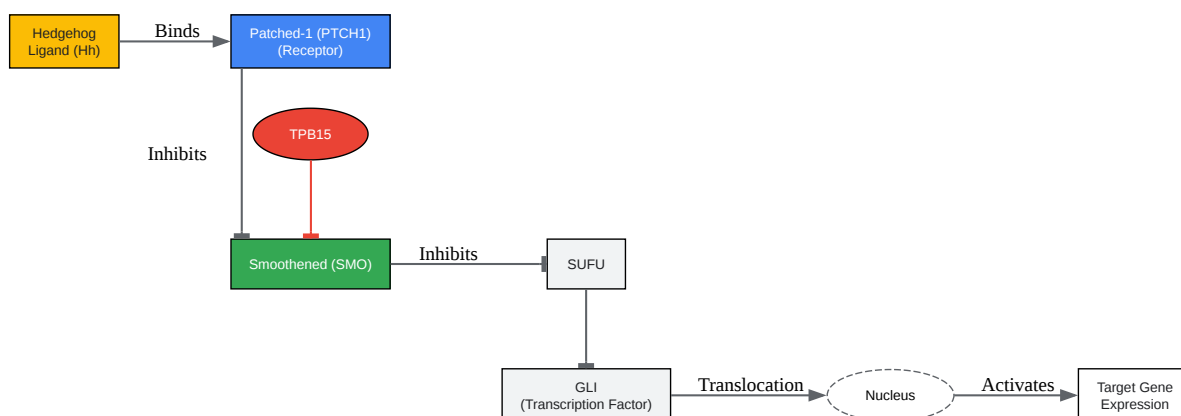 Hedgehog
Ligand (Hh)
Binds
Patched-1 (PTCH1)
(Receptor)
TPB15
Inhibits
Smoothened (SMO)
Inhibits
SUFU
GLI
(Transcription Factor)
Translocation
Nucleus
Activates
Target Gene
Expression